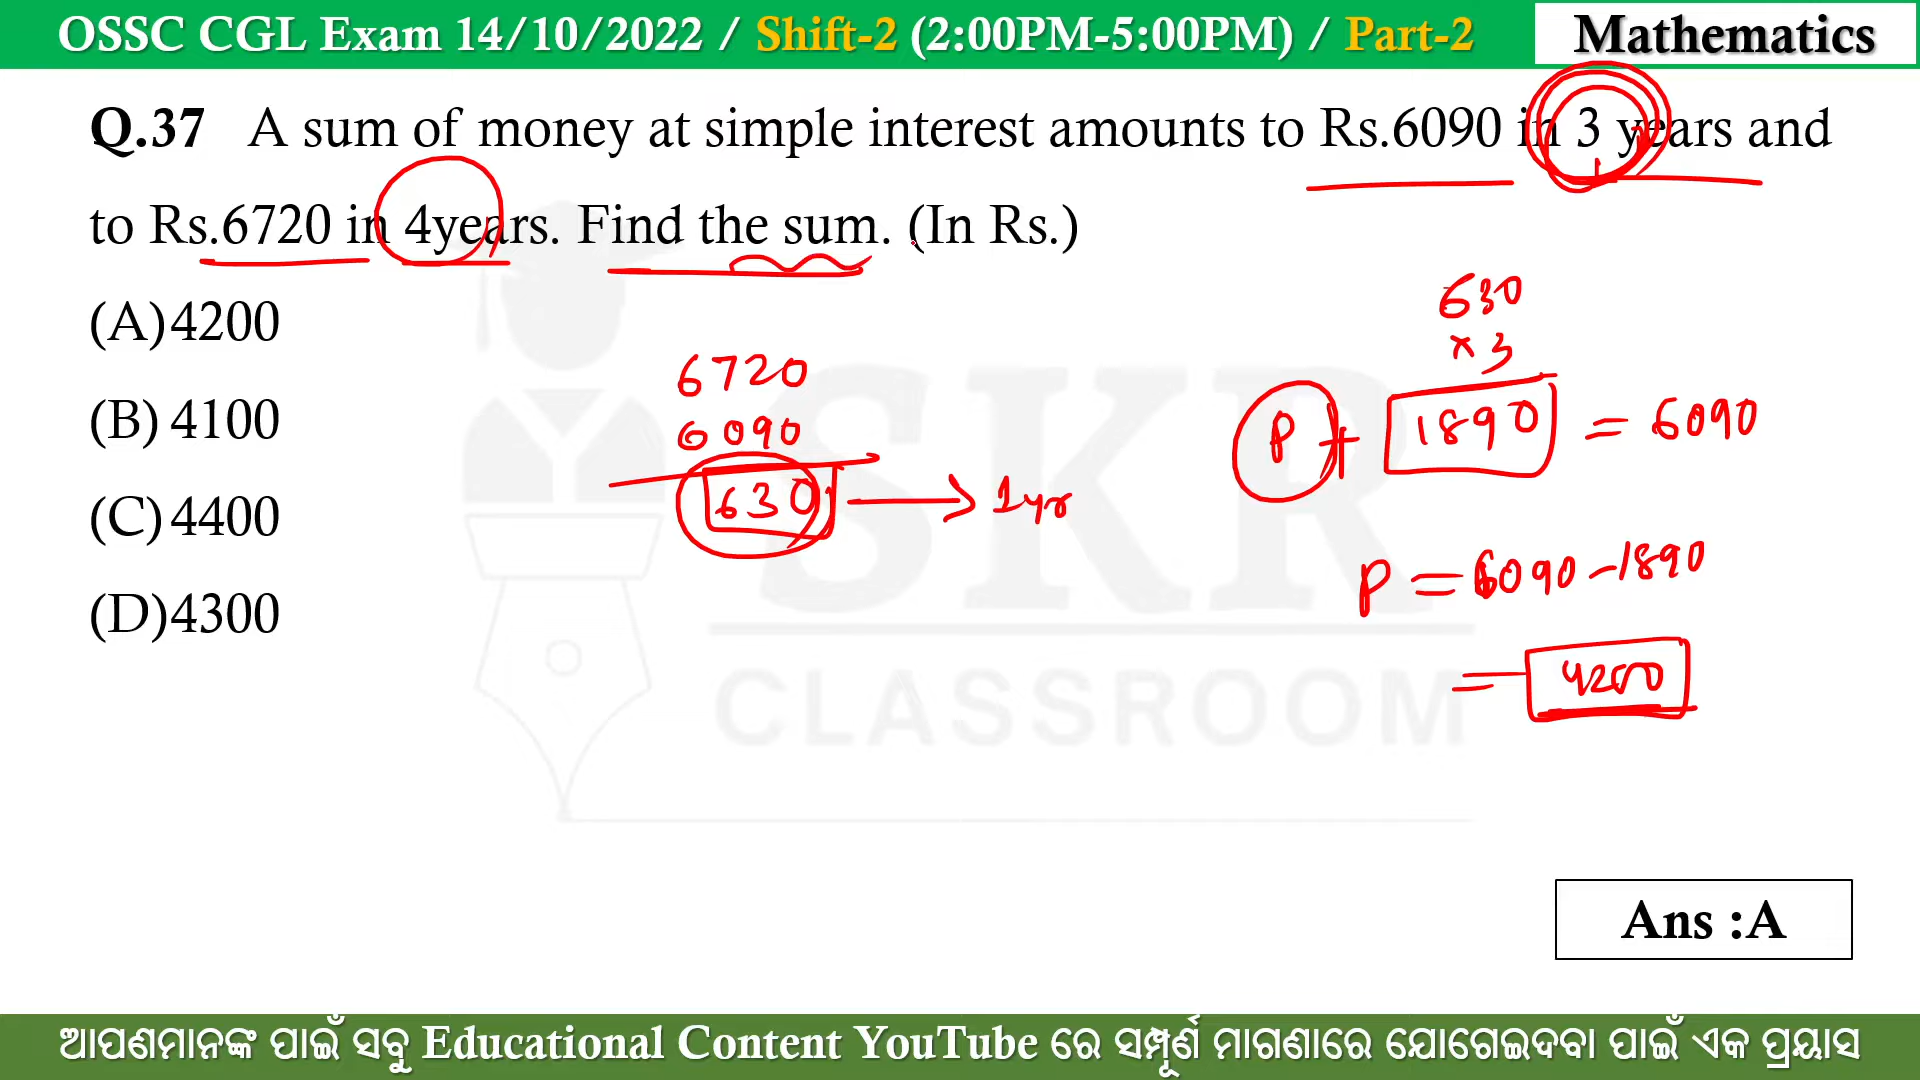 OSSC CGL Exam 14/10/2022 / Shift-2 (2:00PM-5:00PM) / Part-2
Mathematics
Q.37 A sum of money at simple interest amounts to Rs.6090 in 3 years and
to Rs.6720 in 4years. Find the sum. (In Rs.)
(A)4200
(B) 4100
(C)4400
(D)4300
6720
6090
630 → 1yr
630
× 3
P + 1890 = 6090
P = 6090 - 1890
= 4200
SKR
CLASSROOM
Ans :A
ଆପଣମାନଙ୍କ ପାଇଁ ସବୁ Educational Content YouTube ରେ ସମ୍ପୂର୍ଣ ମାଗଣାରେ ଯୋଗେଇଦବା ପାଇଁ ଏକ ପ୍ରୟାସ